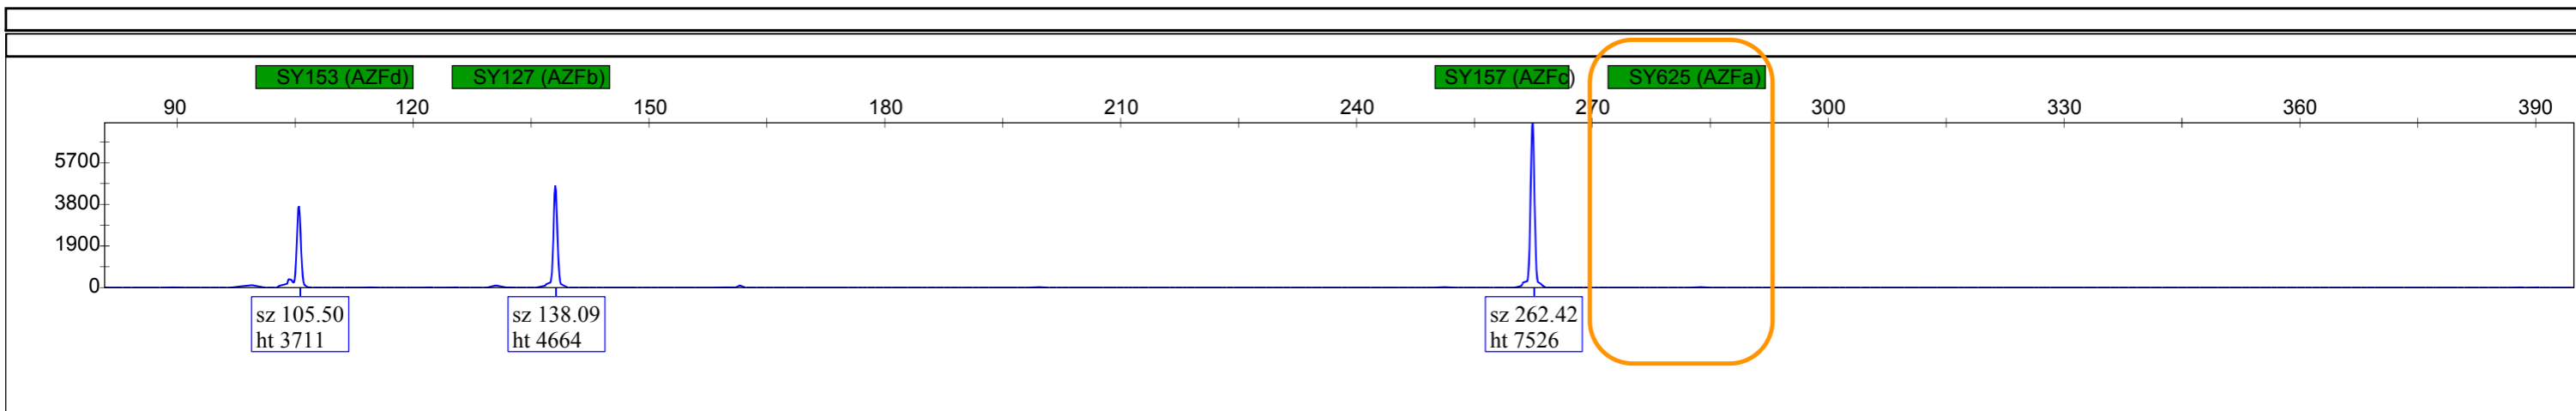 SY153 (AZFd) SY127 (AZFb) SY157 (AZFc) SY625 (AZFa)
90 120 150 180 210 240 270 300 330 360 390
5700
3800
1900
0
sz 105.50
ht 3711
sz 138.09
ht 4664
sz 262.42
ht 7526